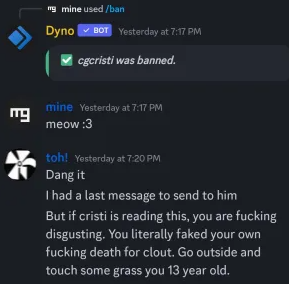 mine used /ban
Dyno ✓ BOT Yesterday at 7:17 PM
✅ cgcristi was banned.
mg
mine Yesterday at 7:17 PM
meow :3
toh! Yesterday at 7:20 PM
Dang it
I had a last message to send to him
But if cristi is reading this, you are fucking
disgusting. You literally faked your own
fucking death for clout. Go outside and
touch some grass you 13 year old.